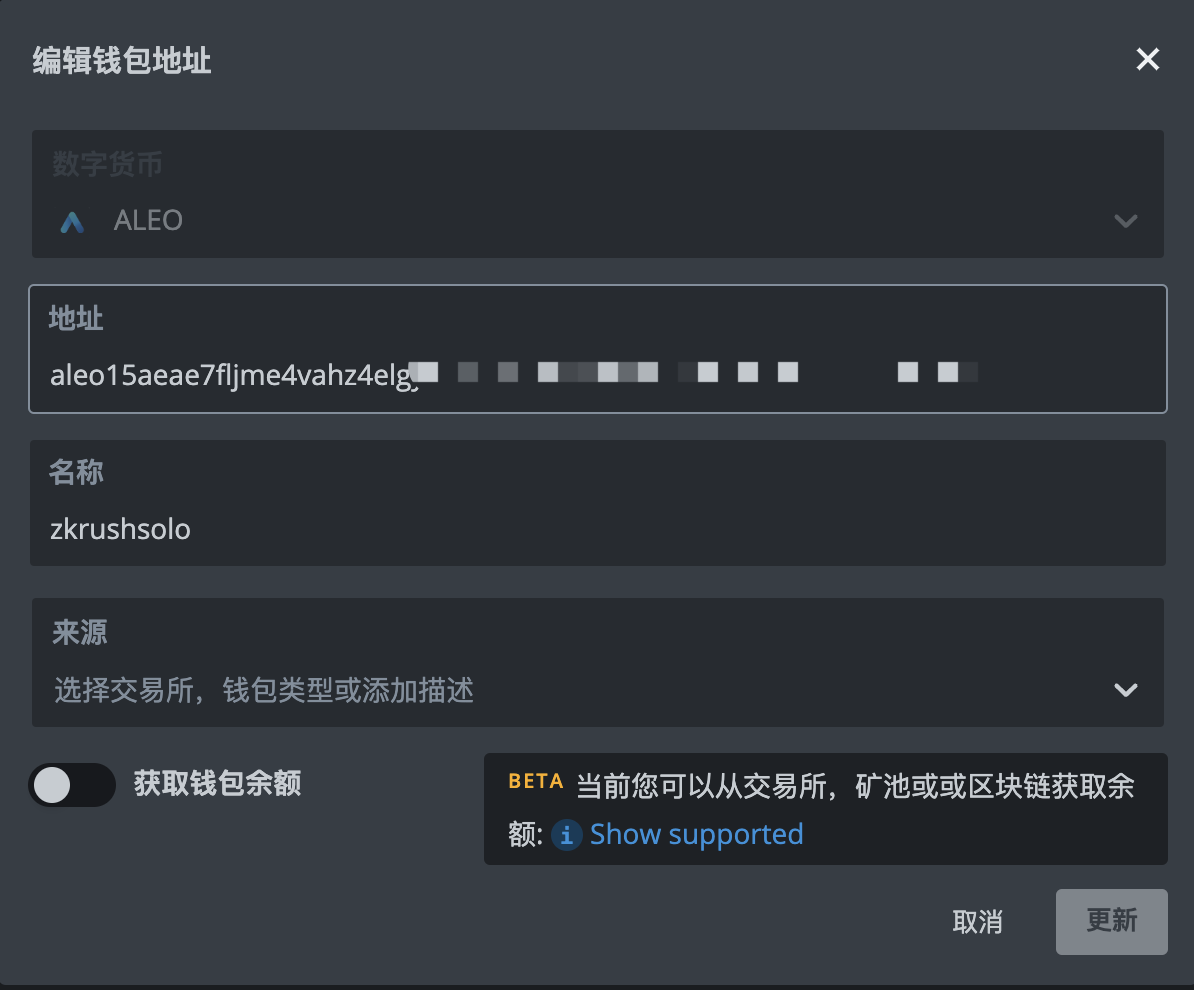 编辑钱包地址
数字货币
ALEO
地址
aleo15aeae7fljme4vahz4elg
名称
zkrushsolo
来源
选择交易所，钱包类型或添加描述
获取钱包余额
BETA 当前您可以从交易所，矿池或或区块链获取余
额: i Show supported
取消
更新